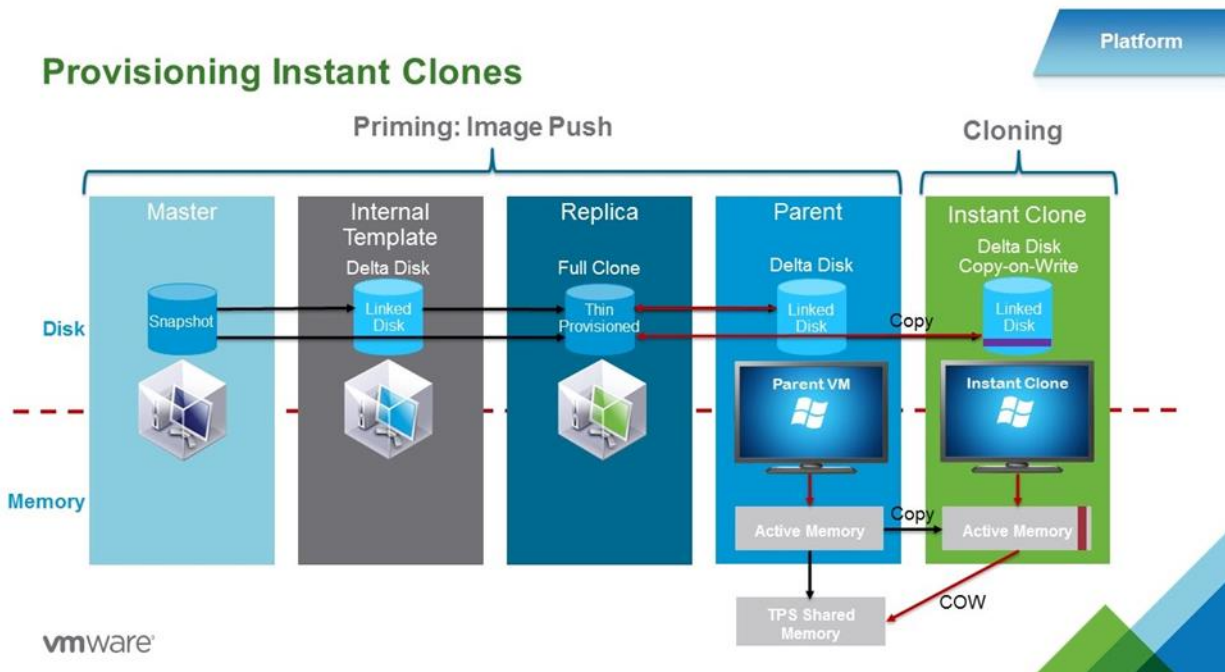 Platform
Provisioning Instant Clones
Priming: Image Push
Cloning
Master
Internal
Template
Replica
Parent
Instant Clone
Delta Disk
Full Clone
Delta Disk
Delta Disk
Copy-on-Write
Disk
Snapshot
Linked
Disk
Thin
Provisioned
Linked
Disk
Copy
Linked
Disk
Parent VM
Instant Clone
Memory
Active Memory
Copy
Active Memory
TPS Shared
Memory
COW
vmware®